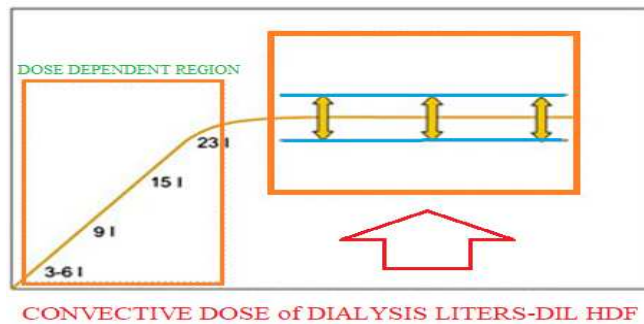 DOSE DEPENDENT REGION
23 l
15 l
9 l
3-6 l
CONVECTIVE DOSE of DIALYSIS LITERS-DIL HDF